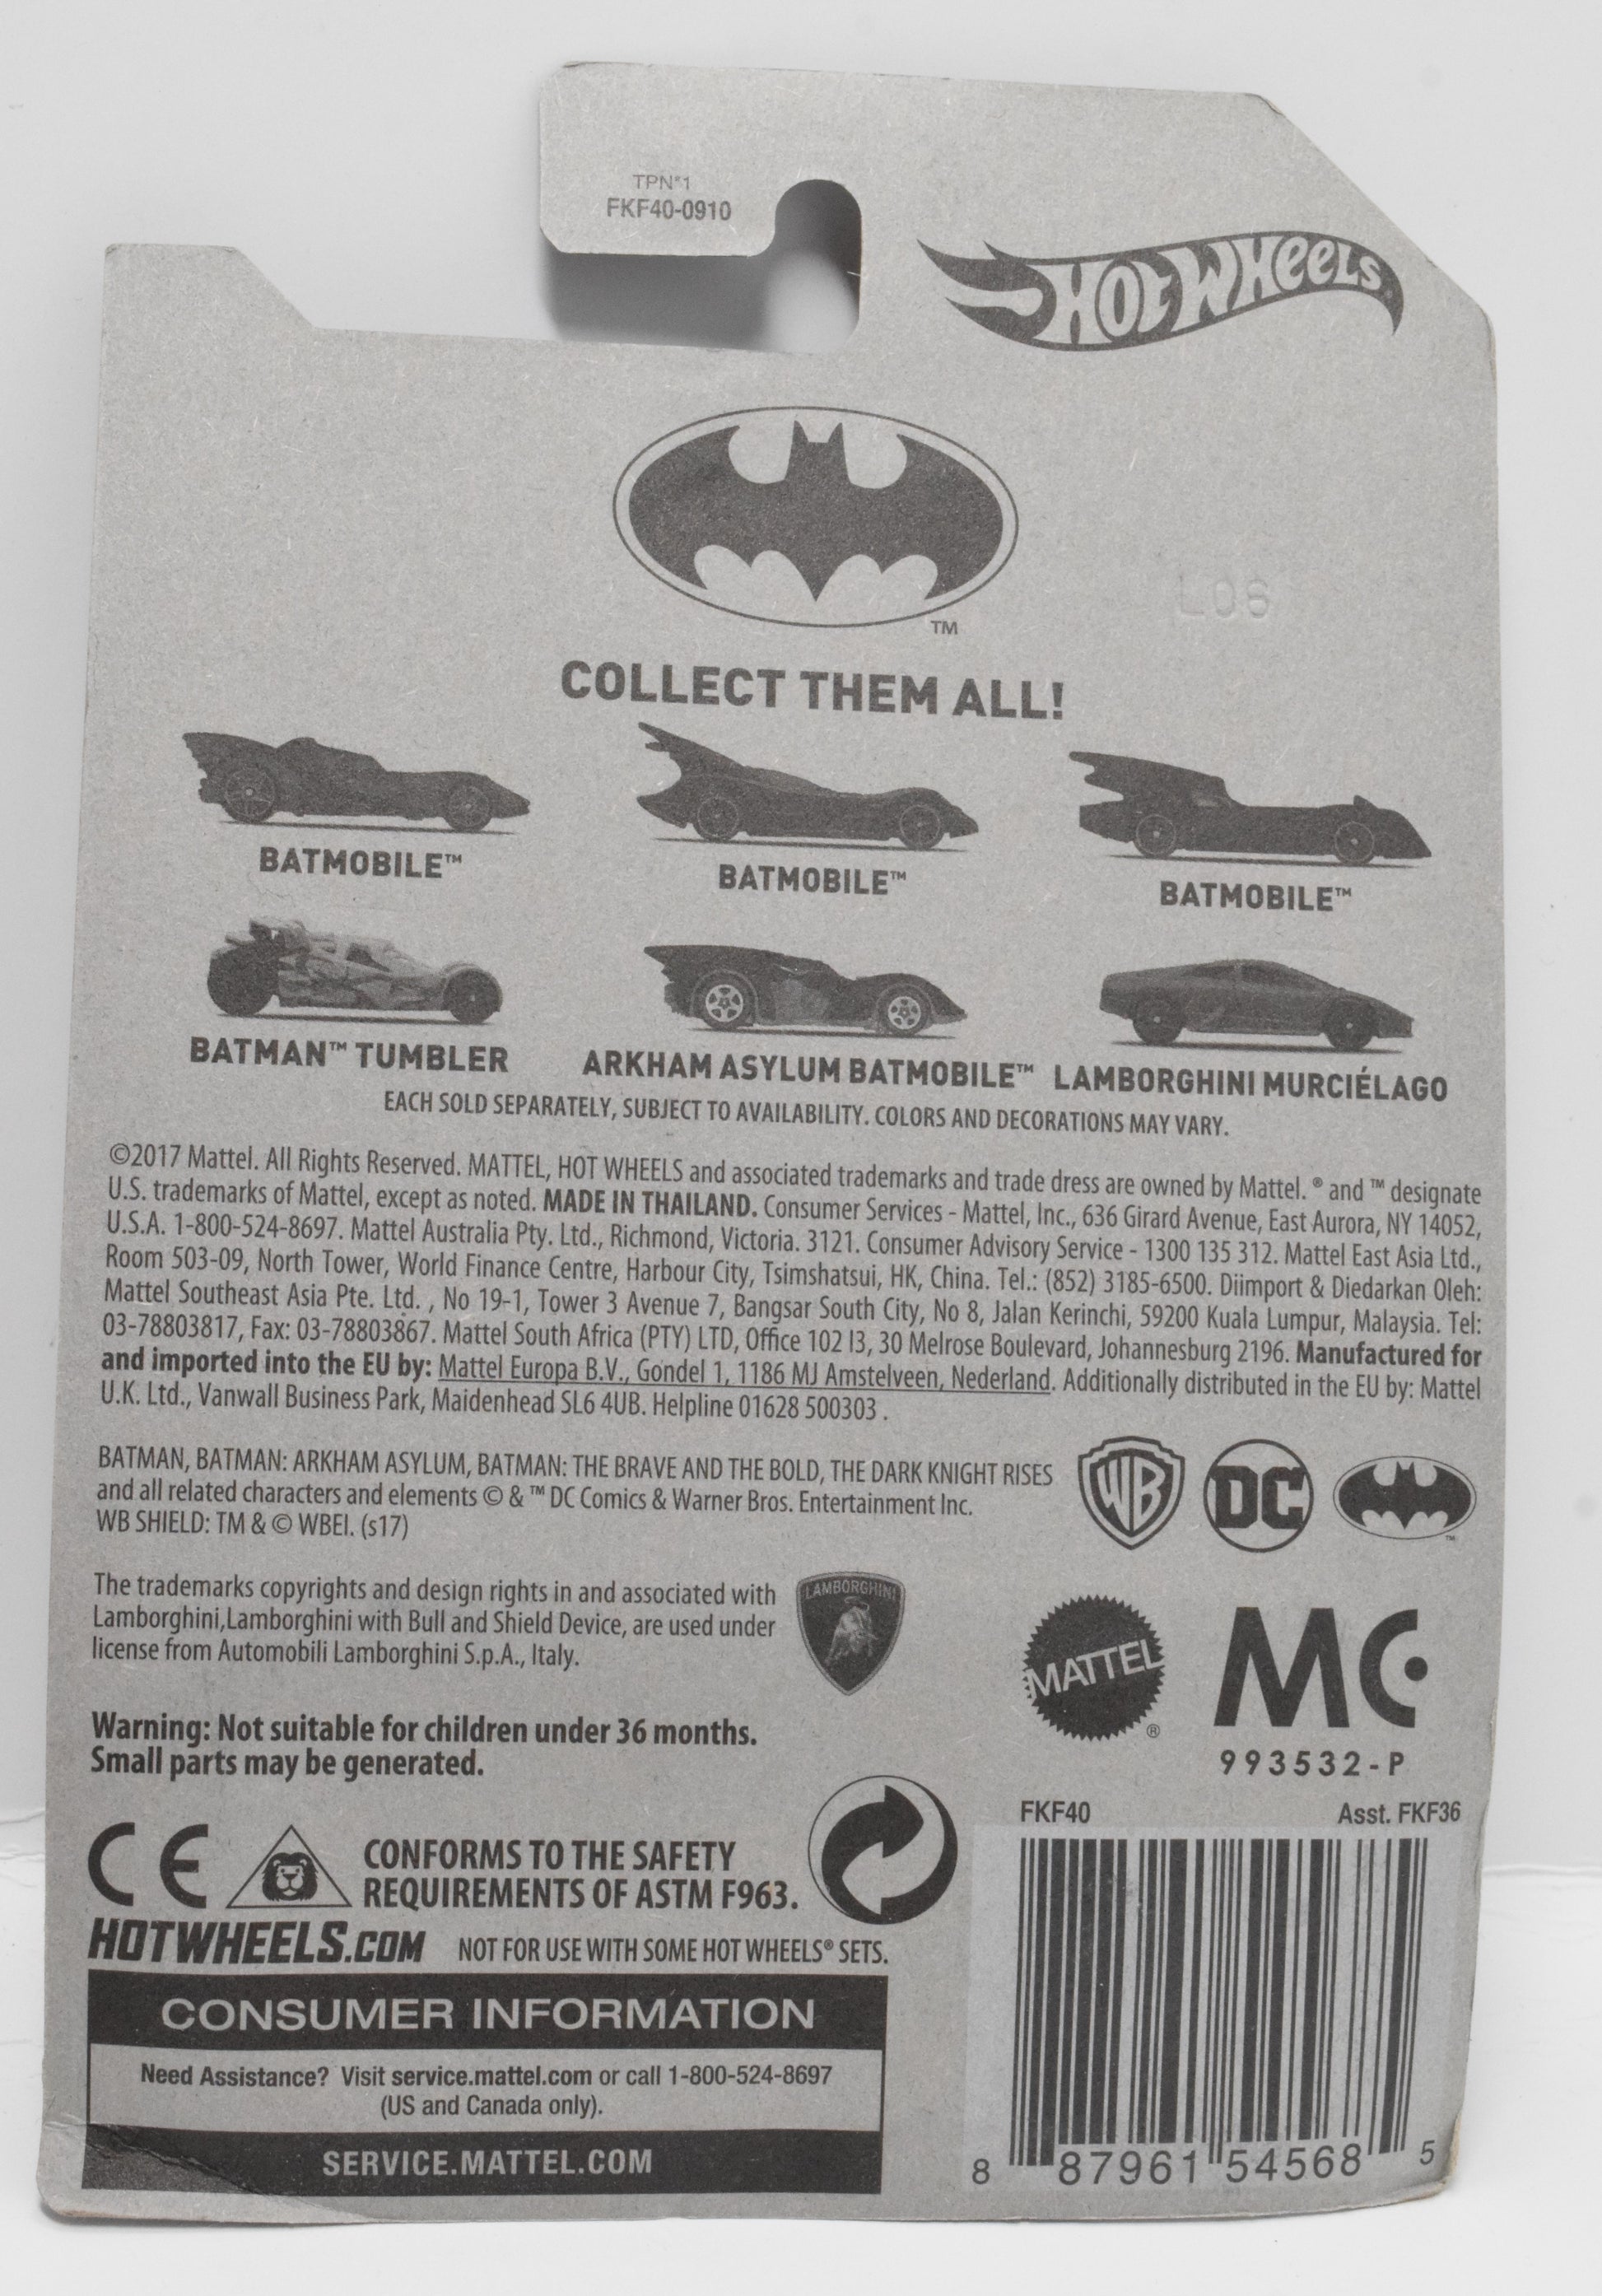 TPN*1
FKF40-0910
HOT WHEELS
L06
TM
COLLECT THEM ALL!
BATMOBILE™
BATMOBILE™
BATMOBILE™
BATMAN™ TUMBLER
ARKHAM ASYLUM BATMOBILE™
LAMBORGHINI MURCIÉLAGO
EACH SOLD SEPARATELY, SUBJECT TO AVAILABILITY. COLORS AND DECORATIONS MAY VARY.
©2017 Mattel. All Rights Reserved. MATTEL, HOT WHEELS and associated trademarks and trade dress are owned by Mattel. ® and ™ designate
U.S. trademarks of Mattel, except as noted. MADE IN THAILAND. Consumer Services - Mattel, Inc., 636 Girard Avenue, East Aurora, NY 14052,
U.S.A. 1-800-524-8697. Mattel Australia Pty. Ltd., Richmond, Victoria. 3121. Consumer Advisory Service - 1300 135 312. Mattel East Asia Ltd.,
Room 503-09, North Tower, World Finance Centre, Harbour City, Tsimshatsui, HK, China. Tel.: (852) 3185-6500. Diimport & Diedarkan Oleh:
Mattel Southeast Asia Pte. Ltd. , No 19-1, Tower 3 Avenue 7, Bangsar South City, No 8, Jalan Kerinchi, 59200 Kuala Lumpur, Malaysia. Tel:
03-78803817, Fax: 03-78803867. Mattel South Africa (PTY) LTD, Office 102 I3, 30 Melrose Boulevard, Johannesburg 2196. Manufactured for
and imported into the EU by: Mattel Europa B.V., Gondel 1, 1186 MJ Amstelveen, Nederland. Additionally distributed in the EU by: Mattel
U.K. Ltd., Vanwall Business Park, Maidenhead SL6 4UB. Helpline 01628 500303 .
BATMAN, BATMAN: ARKHAM ASYLUM, BATMAN: THE BRAVE AND THE BOLD, THE DARK KNIGHT RISES
and all related characters and elements © & ™ DC Comics & Warner Bros. Entertainment Inc.
WB SHIELD: TM & © WBEI. (s17)
WB
DC
TM
The trademarks copyrights and design rights in and associated with
Lamborghini,Lamborghini with Bull and Shield Device, are used under
license from Automobili Lamborghini S.p.A., Italy.
LAMBORGHINI
MATTEL
®
MC
993532-P
Warning: Not suitable for children under 36 months.
Small parts may be generated.
CE
CONFORMS TO THE SAFETY
REQUIREMENTS OF ASTM F963.
HOTWHEELS.COM
NOT FOR USE WITH SOME HOT WHEELS® SETS.
CONSUMER INFORMATION
Need Assistance? Visit service.mattel.com or call 1-800-524-8697
(US and Canada only).
SERVICE.MATTEL.COM
FKF40
Asst. FKF36
8 87961 54568 5